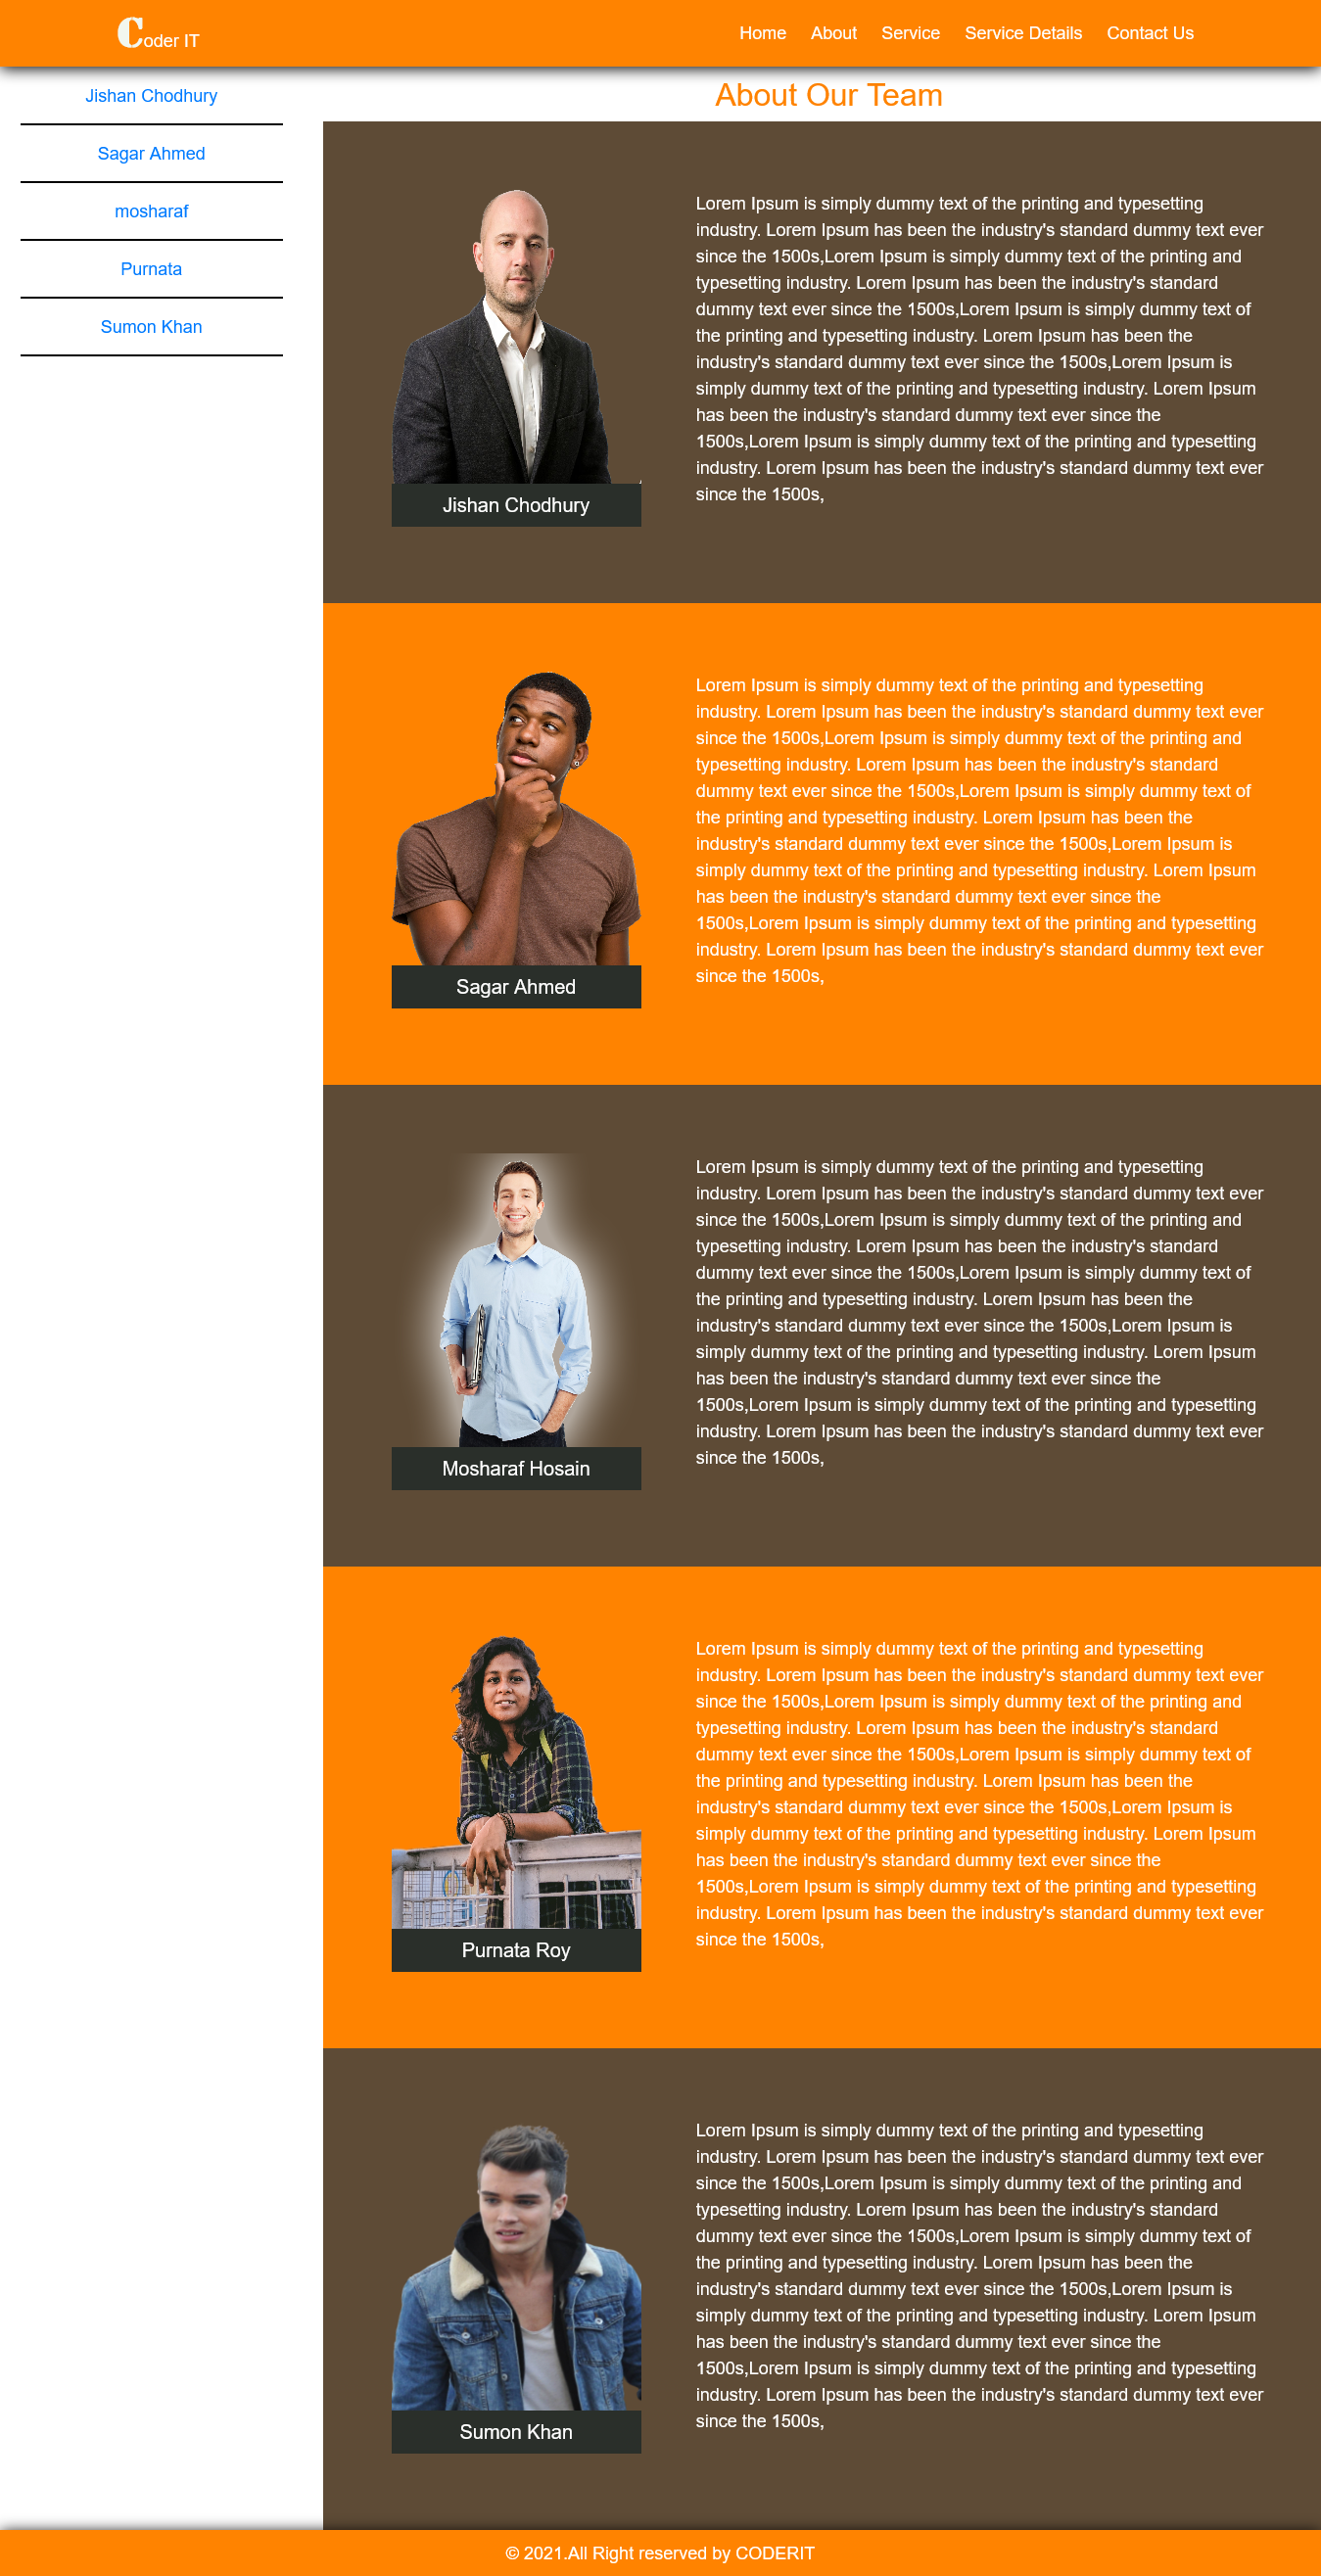 Coder IT
Home About Service Service Details Contact Us
Jishan Chodhury
Sagar Ahmed
mosharaf
Purnata
Sumon Khan
About Our Team
Lorem Ipsum is simply dummy text of the printing and typesetting
industry. Lorem Ipsum has been the industry's standard dummy text ever
since the 1500s,Lorem Ipsum is simply dummy text of the printing and
typesetting industry. Lorem Ipsum has been the industry's standard
dummy text ever since the 1500s,Lorem Ipsum is simply dummy text of
the printing and typesetting industry. Lorem Ipsum has been the
industry's standard dummy text ever since the 1500s,Lorem Ipsum is
simply dummy text of the printing and typesetting industry. Lorem Ipsum
has been the industry's standard dummy text ever since the
1500s,Lorem Ipsum is simply dummy text of the printing and typesetting
industry. Lorem Ipsum has been the industry's standard dummy text ever
since the 1500s,
Jishan Chodhury
Lorem Ipsum is simply dummy text of the printing and typesetting
industry. Lorem Ipsum has been the industry's standard dummy text ever
since the 1500s,Lorem Ipsum is simply dummy text of the printing and
typesetting industry. Lorem Ipsum has been the industry's standard
dummy text ever since the 1500s,Lorem Ipsum is simply dummy text of
the printing and typesetting industry. Lorem Ipsum has been the
industry's standard dummy text ever since the 1500s,Lorem Ipsum is
simply dummy text of the printing and typesetting industry. Lorem Ipsum
has been the industry's standard dummy text ever since the
1500s,Lorem Ipsum is simply dummy text of the printing and typesetting
industry. Lorem Ipsum has been the industry's standard dummy text ever
since the 1500s,
Sagar Ahmed
Lorem Ipsum is simply dummy text of the printing and typesetting
industry. Lorem Ipsum has been the industry's standard dummy text ever
since the 1500s,Lorem Ipsum is simply dummy text of the printing and
typesetting industry. Lorem Ipsum has been the industry's standard
dummy text ever since the 1500s,Lorem Ipsum is simply dummy text of
the printing and typesetting industry. Lorem Ipsum has been the
industry's standard dummy text ever since the 1500s,Lorem Ipsum is
simply dummy text of the printing and typesetting industry. Lorem Ipsum
has been the industry's standard dummy text ever since the
1500s,Lorem Ipsum is simply dummy text of the printing and typesetting
industry. Lorem Ipsum has been the industry's standard dummy text ever
since the 1500s,
Mosharaf Hosain
Lorem Ipsum is simply dummy text of the printing and typesetting
industry. Lorem Ipsum has been the industry's standard dummy text ever
since the 1500s,Lorem Ipsum is simply dummy text of the printing and
typesetting industry. Lorem Ipsum has been the industry's standard
dummy text ever since the 1500s,Lorem Ipsum is simply dummy text of
the printing and typesetting industry. Lorem Ipsum has been the
industry's standard dummy text ever since the 1500s,Lorem Ipsum is
simply dummy text of the printing and typesetting industry. Lorem Ipsum
has been the industry's standard dummy text ever since the
1500s,Lorem Ipsum is simply dummy text of the printing and typesetting
industry. Lorem Ipsum has been the industry's standard dummy text ever
since the 1500s,
Purnata Roy
Lorem Ipsum is simply dummy text of the printing and typesetting
industry. Lorem Ipsum has been the industry's standard dummy text ever
since the 1500s,Lorem Ipsum is simply dummy text of the printing and
typesetting industry. Lorem Ipsum has been the industry's standard
dummy text ever since the 1500s,Lorem Ipsum is simply dummy text of
the printing and typesetting industry. Lorem Ipsum has been the
industry's standard dummy text ever since the 1500s,Lorem Ipsum is
simply dummy text of the printing and typesetting industry. Lorem Ipsum
has been the industry's standard dummy text ever since the
1500s,Lorem Ipsum is simply dummy text of the printing and typesetting
industry. Lorem Ipsum has been the industry's standard dummy text ever
since the 1500s,
Sumon Khan
© 2021.All Right reserved by CODERIT